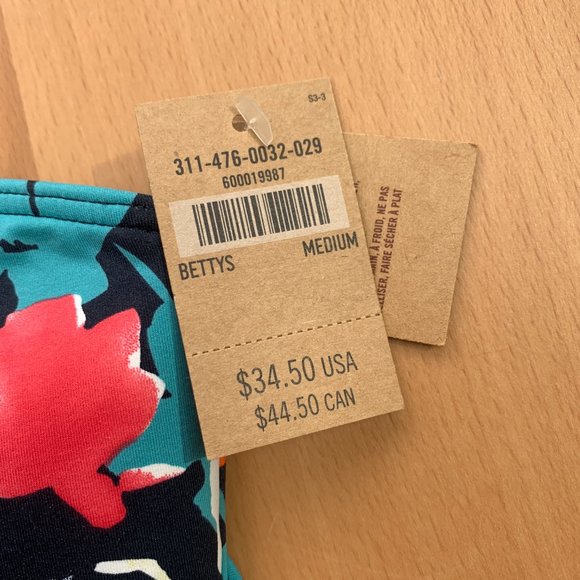 S3-3
311-476-0032-029
600019987
BETTYS MEDIUM
$34.50 USA
$44.50 CAN
À FROID, NE PAS
FAIRE SÉCHER À PLAT